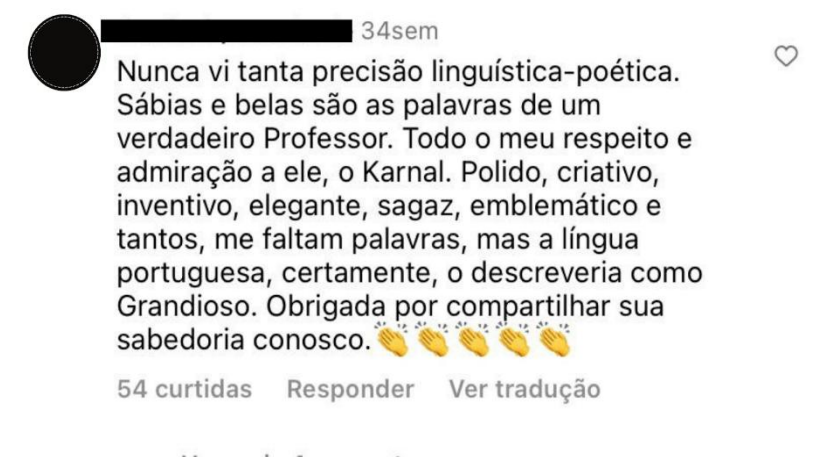 34sem
Nunca vi tanta precisão linguística-poética.
Sábias e belas são as palavras de um
verdadeiro Professor. Todo o meu respeito e
admiração a ele, o Karnal. Polido, criativo,
inventivo, elegante, sagaz, emblemático e
tantos, me faltam palavras, mas a língua
portuguesa, certamente, o descreveria como
Grandioso. Obrigada por compartilhar sua
sabedoria conosco.👏👏👏👏👏
54 curtidas Responder Ver tradução